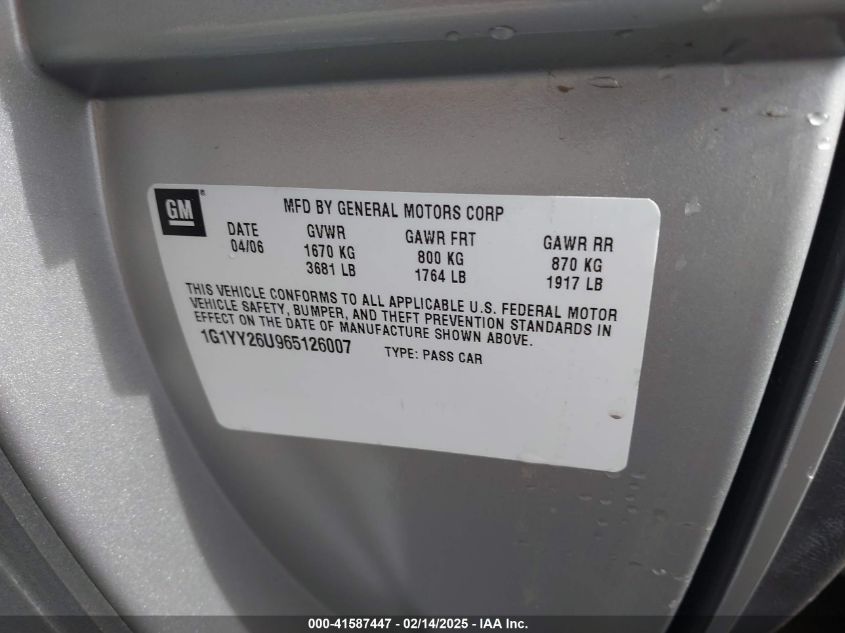 GM
MFD BY GENERAL MOTORS CORP
DATE GVWR GAWR FRT GAWR RR
04/06 1670 KG 800 KG 870 KG
3681 LB 1764 LB 1917 LB
THIS VEHICLE CONFORMS TO ALL APPLICABLE U.S. FEDERAL MOTOR
VEHICLE SAFETY, BUMPER, AND THEFT PREVENTION STANDARDS IN
EFFECT ON THE DATE OF MANUFACTURE SHOWN ABOVE.
1G1YY26U965126007 TYPE: PASS CAR
000-41587447 - 02/14/2025 - IAA Inc.